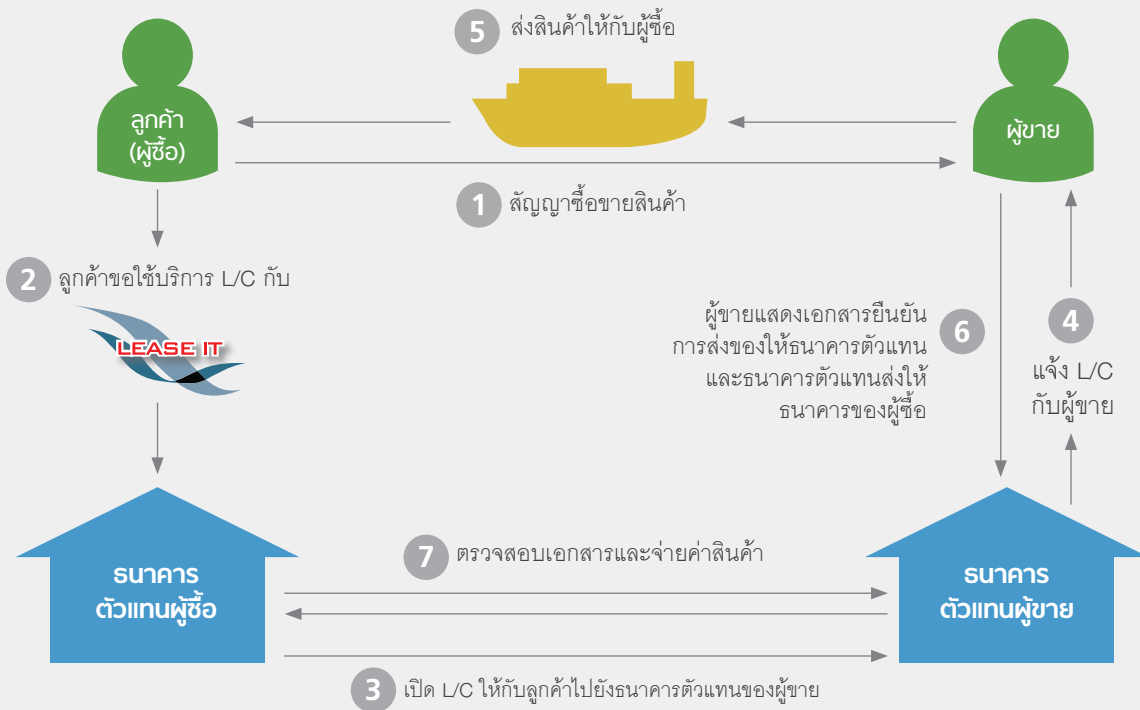 5 ส่งสินค้าให้กับผู้ซื้อ
ลูกค้า
(ผู้ซื้อ)
ผู้ขาย
1 สัญญาซื้อขายสินค้า
2 ลูกค้าขอใช้บริการ L/C กับ
LEASE IT
ผู้ขายแสดงเอกสารยืนยัน
การส่งของให้ธนาคารตัวแทน
และธนาคารตัวแทนส่งให้
ธนาคารของผู้ซื้อ
6
4
แจ้ง L/C
กับผู้ขาย
7 ตรวจสอบเอกสารและจ่ายค่าสินค้า
ธนาคาร
ตัวแทนผู้ซื้อ
ธนาคาร
ตัวแทนผู้ขาย
3 เปิด L/C ให้กับลูกค้าไปยังธนาคารตัวแทนของผู้ขาย